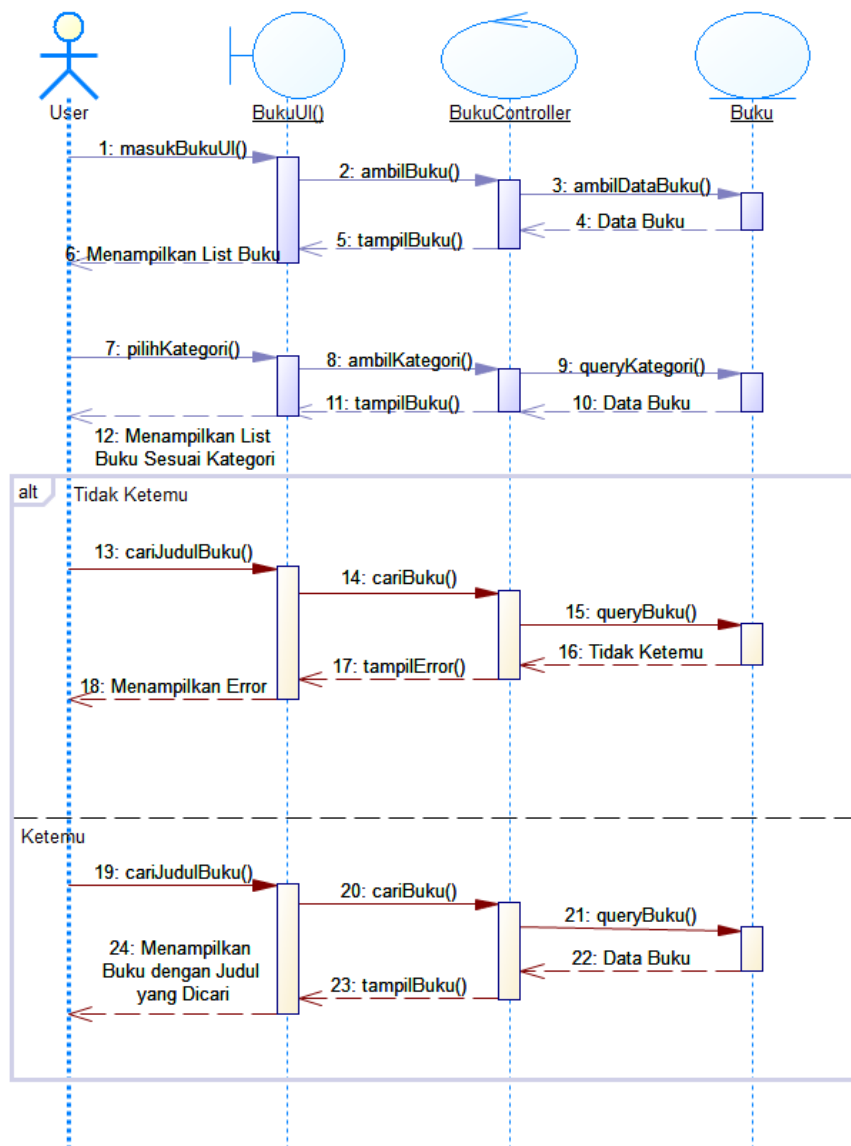 User
BukuUI()
BukuController
Buku
1: masukBukuUI()
2: ambilBuku()
3: ambilDataBuku()
4: Data Buku
5: tampilBuku()
6: Menampilkan List Buku
7: pilihKategori()
8: ambilKategori()
9: queryKategori()
10: Data Buku
11: tampilBuku()
12: Menampilkan List
Buku Sesuai Kategori
alt
Tidak Ketemu
13: cariJudulBuku()
14: cariBuku()
15: queryBuku()
16: Tidak Ketemu
17: tampilError()
18: Menampilkan Error
Ketemu
19: cariJudulBuku()
20: cariBuku()
21: queryBuku()
22: Data Buku
23: tampilBuku()
24: Menampilkan
Buku dengan Judul
yang Dicari